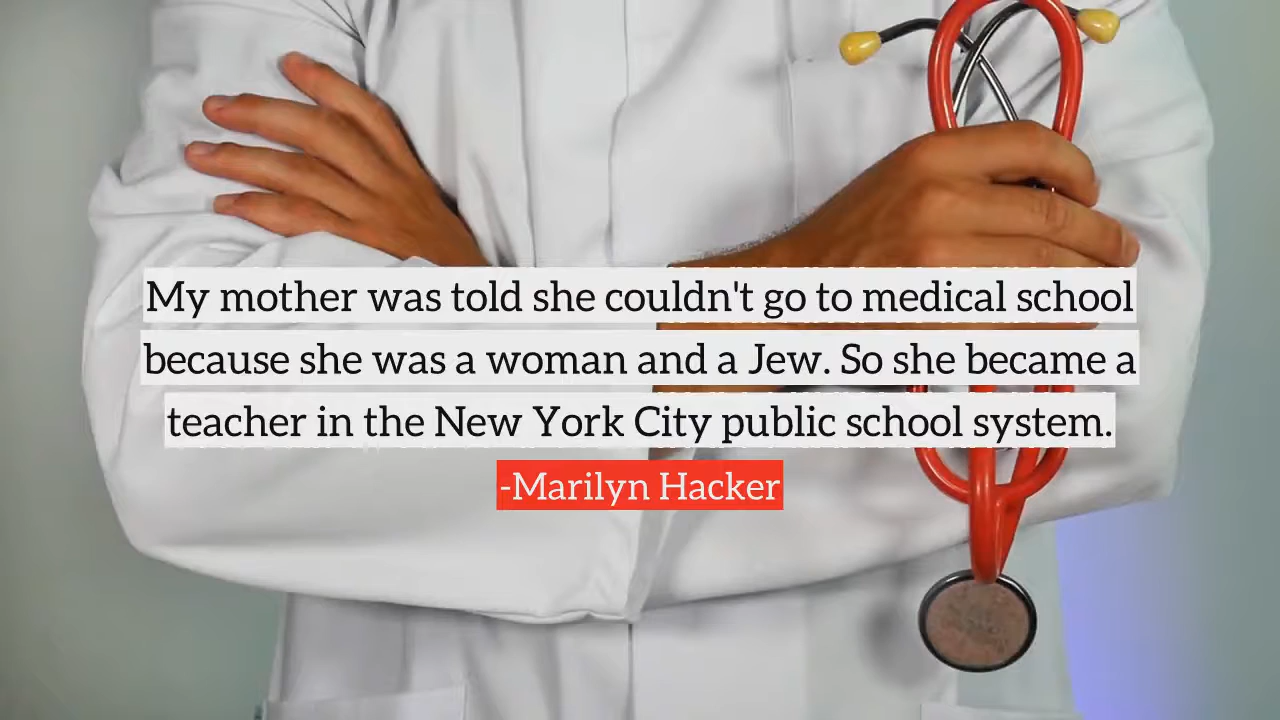 My mother was told she couldn't go to medical school
because she was a woman and a Jew. So she became a
teacher in the New York City public school system.
-Marilyn Hacker